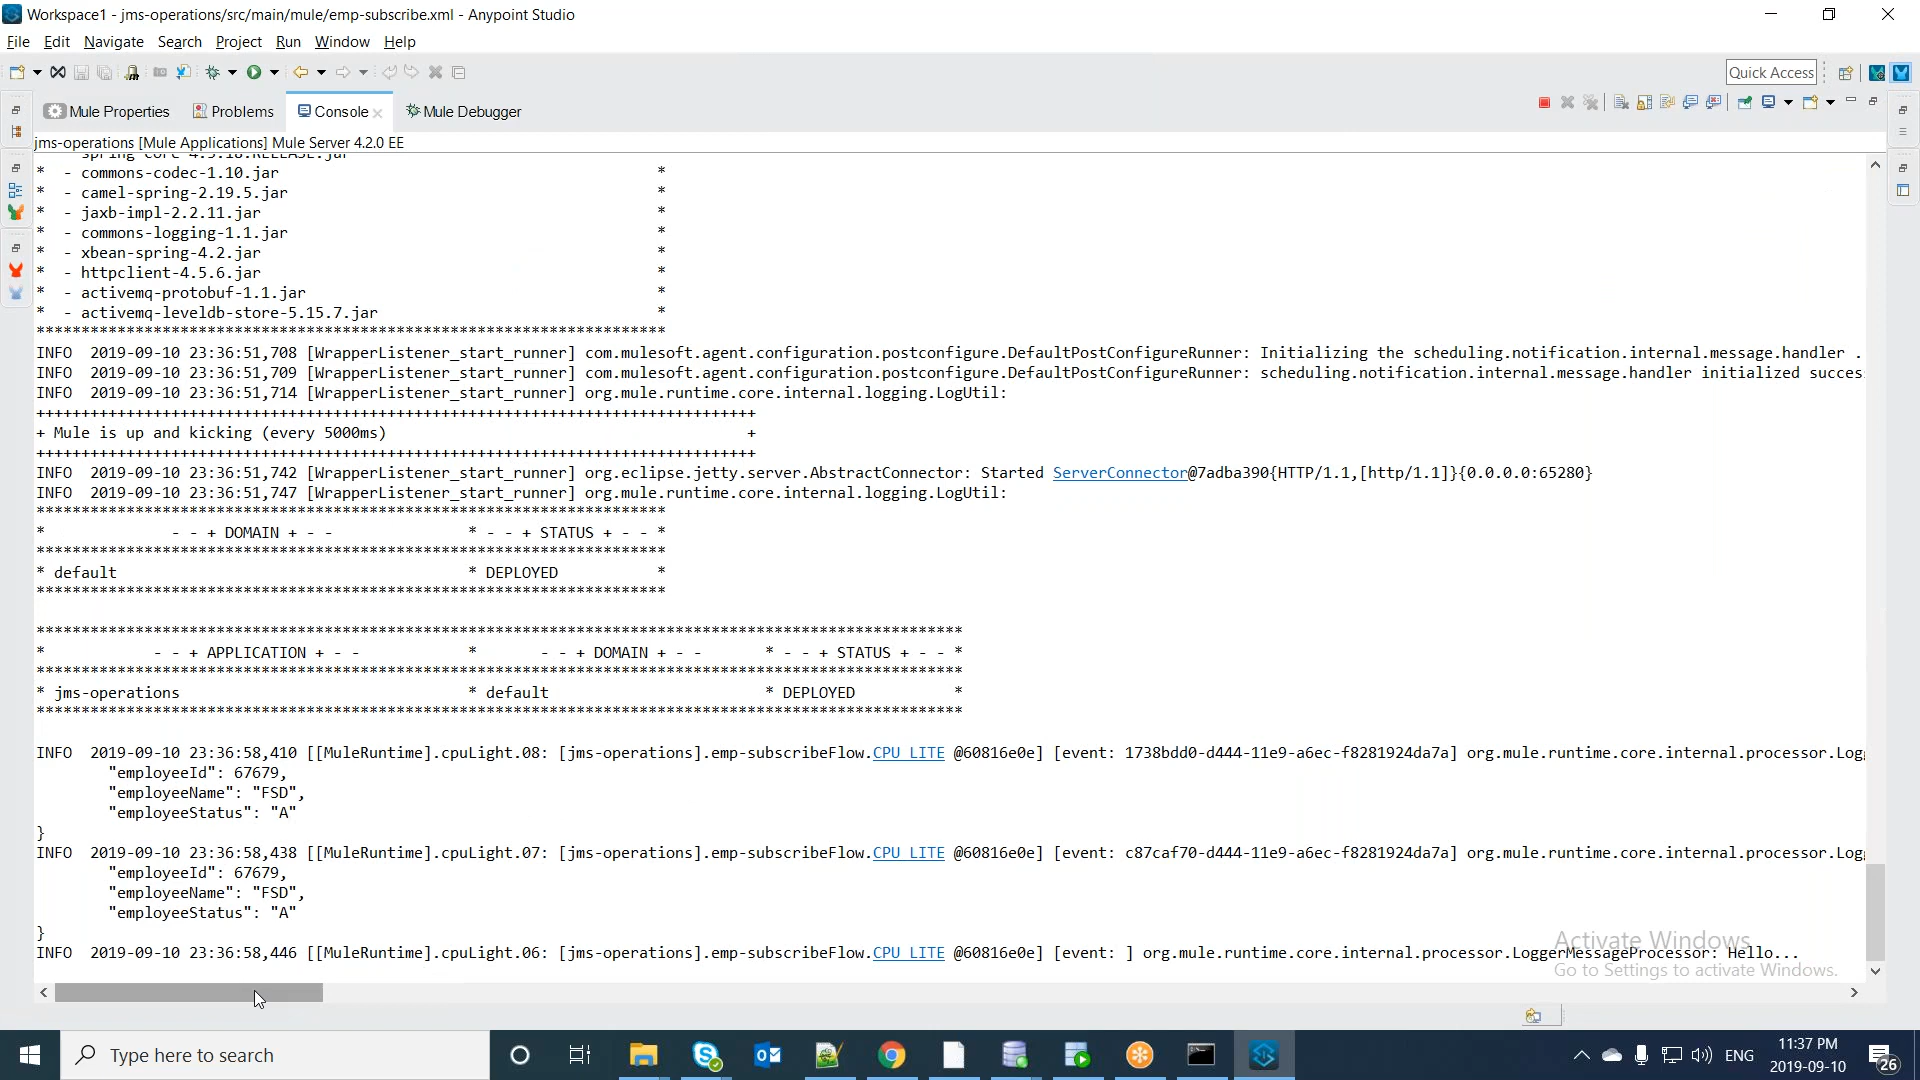 Workspace1 - jms-operations/src/main/mule/emp-subscribe.xml - Anypoint Studio
File Edit Navigate Search Project Run Window Help
Quick Access
Mule Properties Problems Console Mule Debugger
jms-operations [Mule Applications] Mule Server 4.2.0 EE
* - spring-core-4.3.18.RELEASE.jar *
* - commons-codec-1.10.jar *
* - camel-spring-2.19.5.jar *
* - jaxb-impl-2.2.11.jar *
* - commons-logging-1.1.jar *
* - xbean-spring-4.2.jar *
* - httpclient-4.5.6.jar *
* - activemq-protobuf-1.1.jar *
* - activemq-leveldb-store-5.15.7.jar *
**********************************************************************
INFO 2019-09-10 23:36:51,708 [WrapperListener_start_runner] com.mulesoft.agent.configuration.postconfigure.DefaultPostConfigureRunner: Initializing the scheduling.notification.internal.message.handler .
INFO 2019-09-10 23:36:51,709 [WrapperListener_start_runner] com.mulesoft.agent.configuration.postconfigure.DefaultPostConfigureRunner: scheduling.notification.internal.message.handler initialized succes
INFO 2019-09-10 23:36:51,714 [WrapperListener_start_runner] org.mule.runtime.core.internal.logging.LogUtil:
++++++++++++++++++++++++++++++++++++++++++++++++++++++++++++++++++++++++++++++++
+ Mule is up and kicking (every 5000ms) +
++++++++++++++++++++++++++++++++++++++++++++++++++++++++++++++++++++++++++++++++
INFO 2019-09-10 23:36:51,742 [WrapperListener_start_runner] org.eclipse.jetty.server.AbstractConnector: Started ServerConnector@7adba390{HTTP/1.1,[http/1.1]}{0.0.0.0:65280}
INFO 2019-09-10 23:36:51,747 [WrapperListener_start_runner] org.mule.runtime.core.internal.logging.LogUtil:
**********************************************************************
* - - + DOMAIN + - - * - - + STATUS + - - *
**********************************************************************
* default * DEPLOYED *
**********************************************************************
*******************************************************************************************************
* - - + APPLICATION + - - * - - + DOMAIN + - - * - - + STATUS + - - *
*******************************************************************************************************
* jms-operations * default * DEPLOYED *
*******************************************************************************************************
INFO 2019-09-10 23:36:58,410 [[MuleRuntime].cpuLight.08: [jms-operations].emp-subscribeFlow.CPU_LITE @60816e0e] [event: 1738bdd0-d444-11e9-a6ec-f8281924da7a] org.mule.runtime.core.internal.processor.Log
"employeeId": 67679,
"employeeName": "FSD",
"employeeStatus": "A"
}
INFO 2019-09-10 23:36:58,438 [[MuleRuntime].cpuLight.07: [jms-operations].emp-subscribeFlow.CPU_LITE @60816e0e] [event: c87caf70-d444-11e9-a6ec-f8281924da7a] org.mule.runtime.core.internal.processor.Log
"employeeId": 67679,
"employeeName": "FSD",
"employeeStatus": "A"
}
INFO 2019-09-10 23:36:58,446 [[MuleRuntime].cpuLight.06: [jms-operations].emp-subscribeFlow.CPU_LITE @60816e0e] [event: ] org.mule.runtime.core.internal.processor.LoggerMessageProcessor: Hello...
Activate Windows
Go to Settings to activate Windows.
Type here to search
ENG
11:37 PM
2019-09-10
26